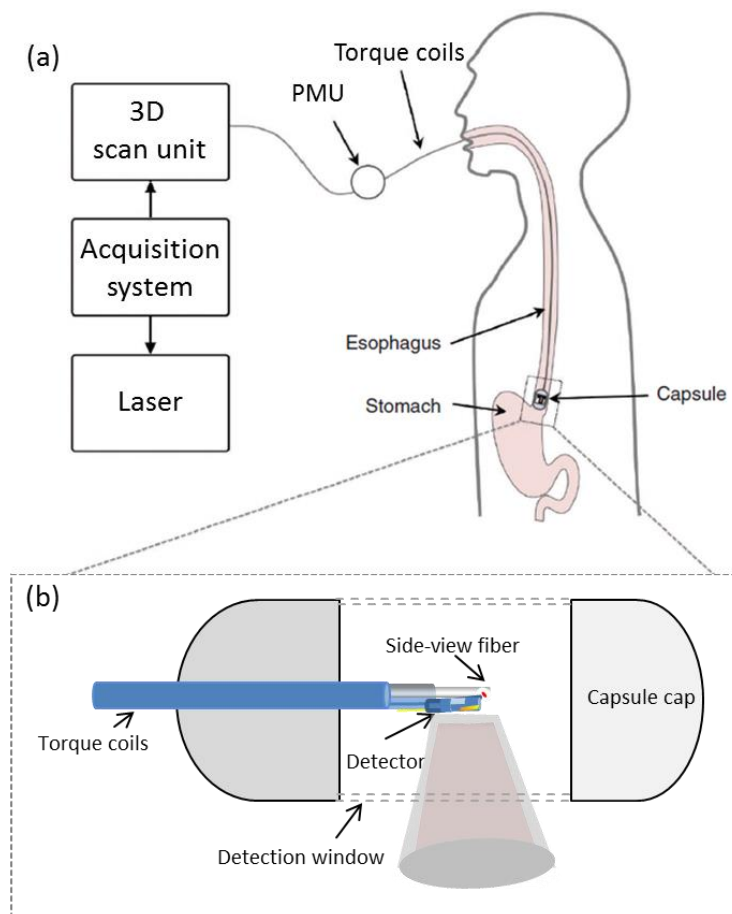 (a)
Torque coils
PMU
3D
scan unit
Acquisition
system
Laser
Esophagus
Stomach
Capsule
(b)
Side-view fiber
Capsule cap
Torque coils
Detector
Detection window